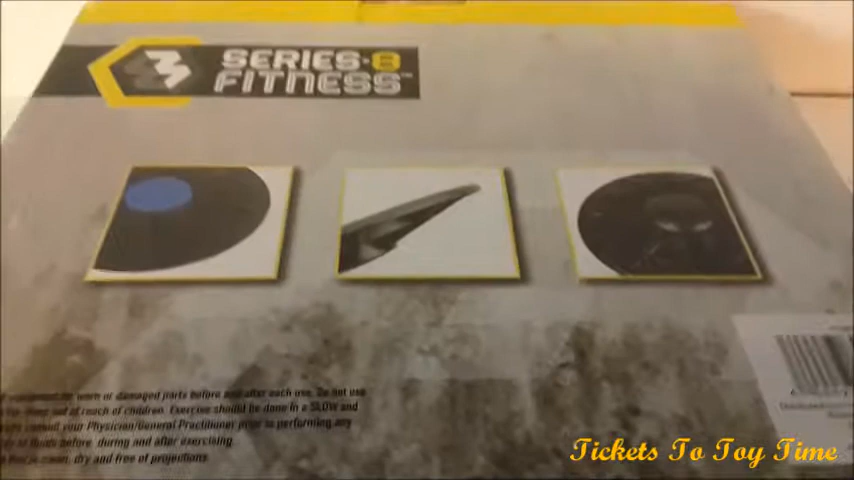 SERIES-8
FITNESS™
equipment for worn or damaged parts before and after each use. Do not use
keep out of reach of children. Exercise should be done in a SLOW and
consult your Physician/General Practitioner prior to performing any
of fluids before, during and after exercising.
is clean, dry and free of projections.
Tickets To Toy Time